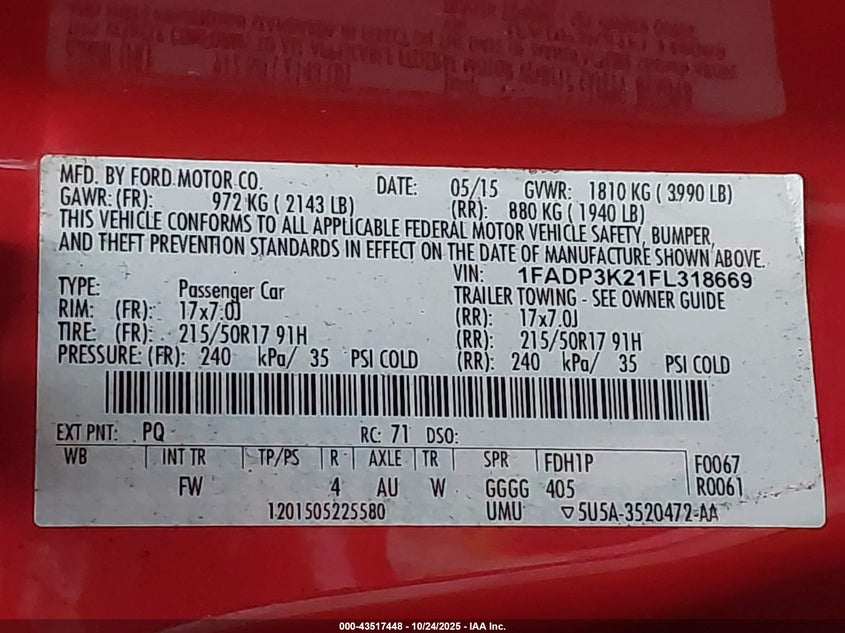 MFD. BY FORD MOTOR CO. DATE: 05/15 GVWR: 1810 KG ( 3990 LB)
GAWR: (FR): 972 KG ( 2143 LB) (RR): 880 KG ( 1940 LB)
THIS VEHICLE CONFORMS TO ALL APPLICABLE FEDERAL MOTOR VEHICLE SAFETY, BUMPER,
AND THEFT PREVENTION STANDARDS IN EFFECT ON THE DATE OF MANUFACTURE SHOWN ABOVE.
VIN: 1FADP3K21FL318669
TYPE: Passenger Car TRAILER TOWING - SEE OWNER GUIDE
RIM: (FR): 17x7.0J (RR): 17x7.0J
TIRE: (FR): 215/50R17 91H (RR): 215/50R17 91H
PRESSURE: (FR): 240 kPa/ 35 PSI COLD (RR): 240 kPa/ 35 PSI COLD
EXT PNT: PQ RC: 71 DSO:
WB INT TR TP/PS R AXLE TR SPR FDH1P F0067
FW 4 AU W GGGG 405 R0061
1201505225580 UMU ▽5U5A-3520472-AA
000-43517448 - 10/24/2025 - IAA Inc.